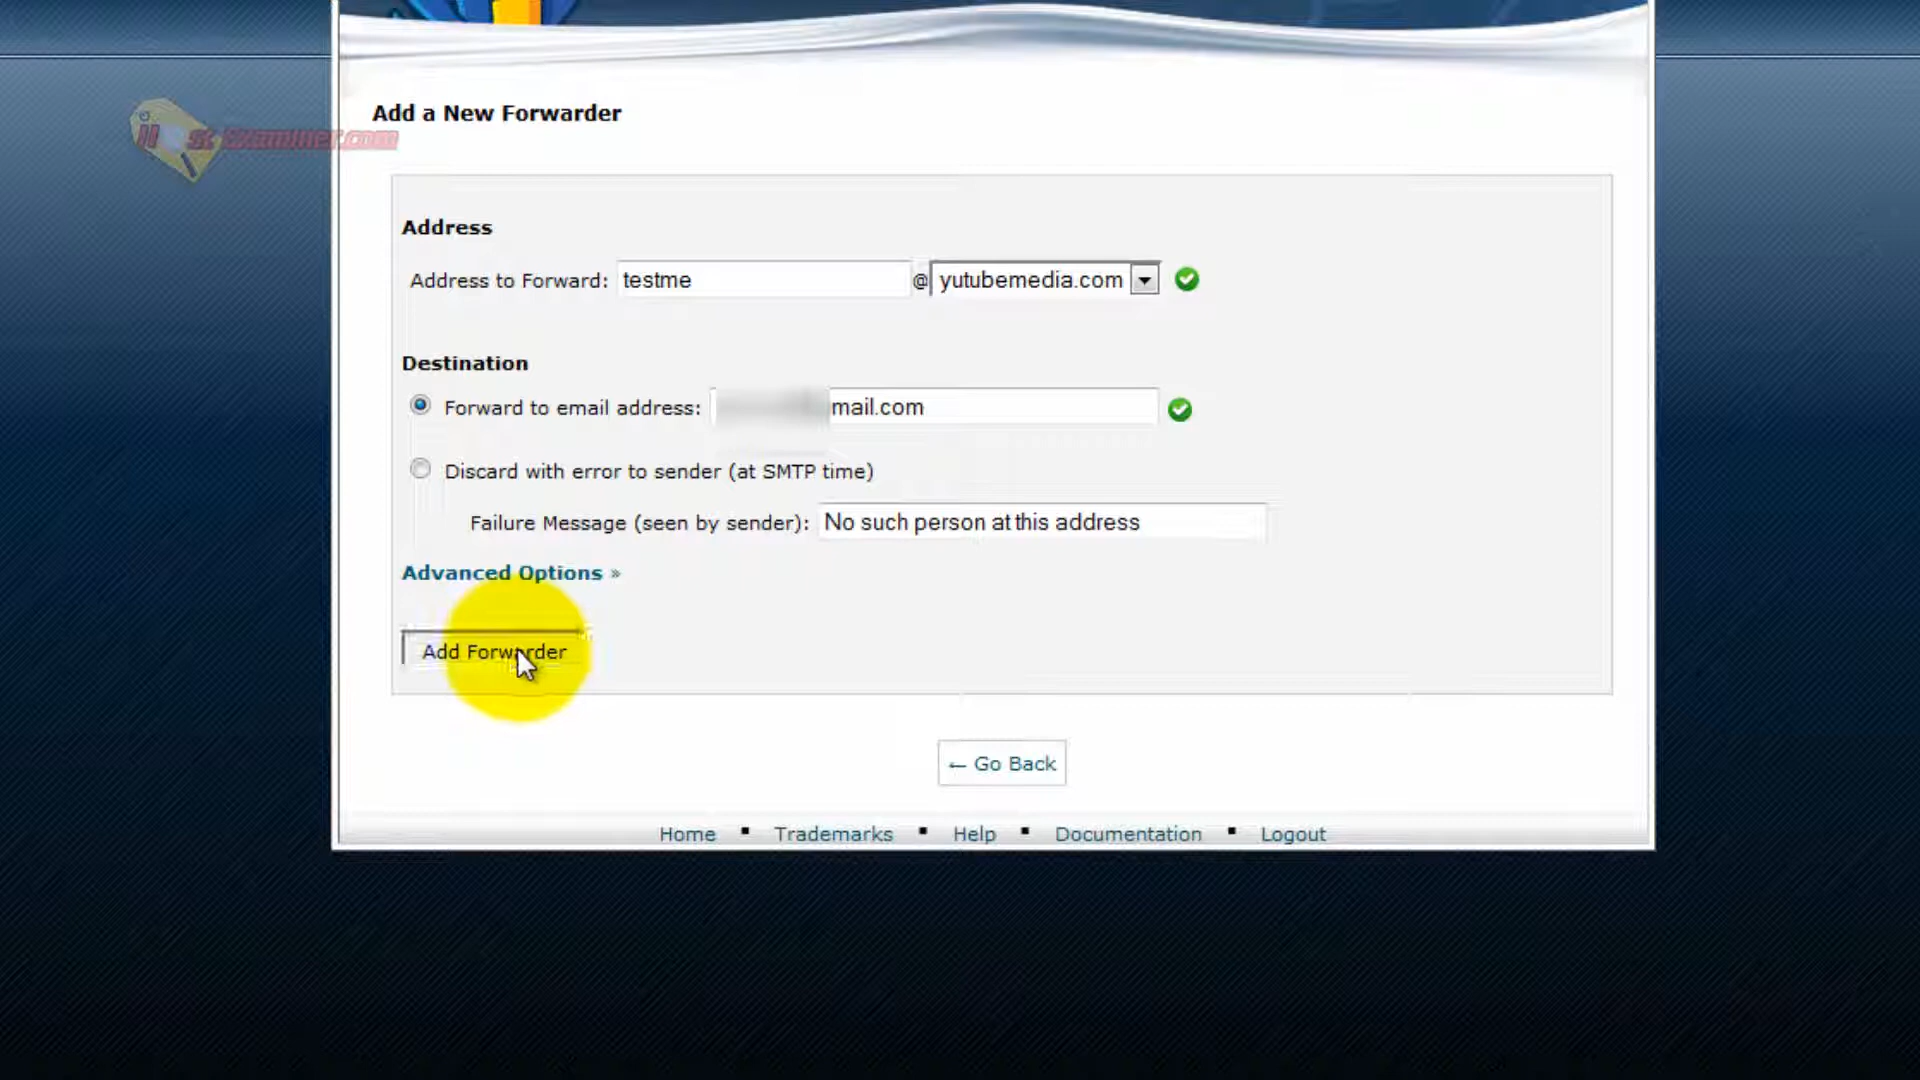 Add a New Forwarder
Address
Address to Forward: testme @ yutubemedia.com
Destination
Forward to email address: mail.com
Discard with error to sender (at SMTP time)
Failure Message (seen by sender): No such person at this address
Advanced Options »
Add Forwarder
← Go Back
Home ▪ Trademarks ▪ Help ▪ Documentation ▪ Logout